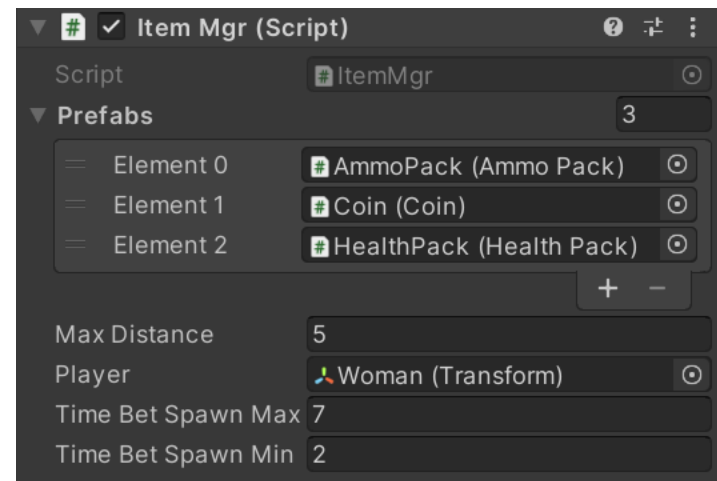 # Item Mgr (Script)
Script # ItemMgr
Prefabs 3
Element 0 # AmmoPack (Ammo Pack)
Element 1 # Coin (Coin)
Element 2 # HealthPack (Health Pack)
+ −
Max Distance 5
Player Woman (Transform)
Time Bet Spawn Max 7
Time Bet Spawn Min 2